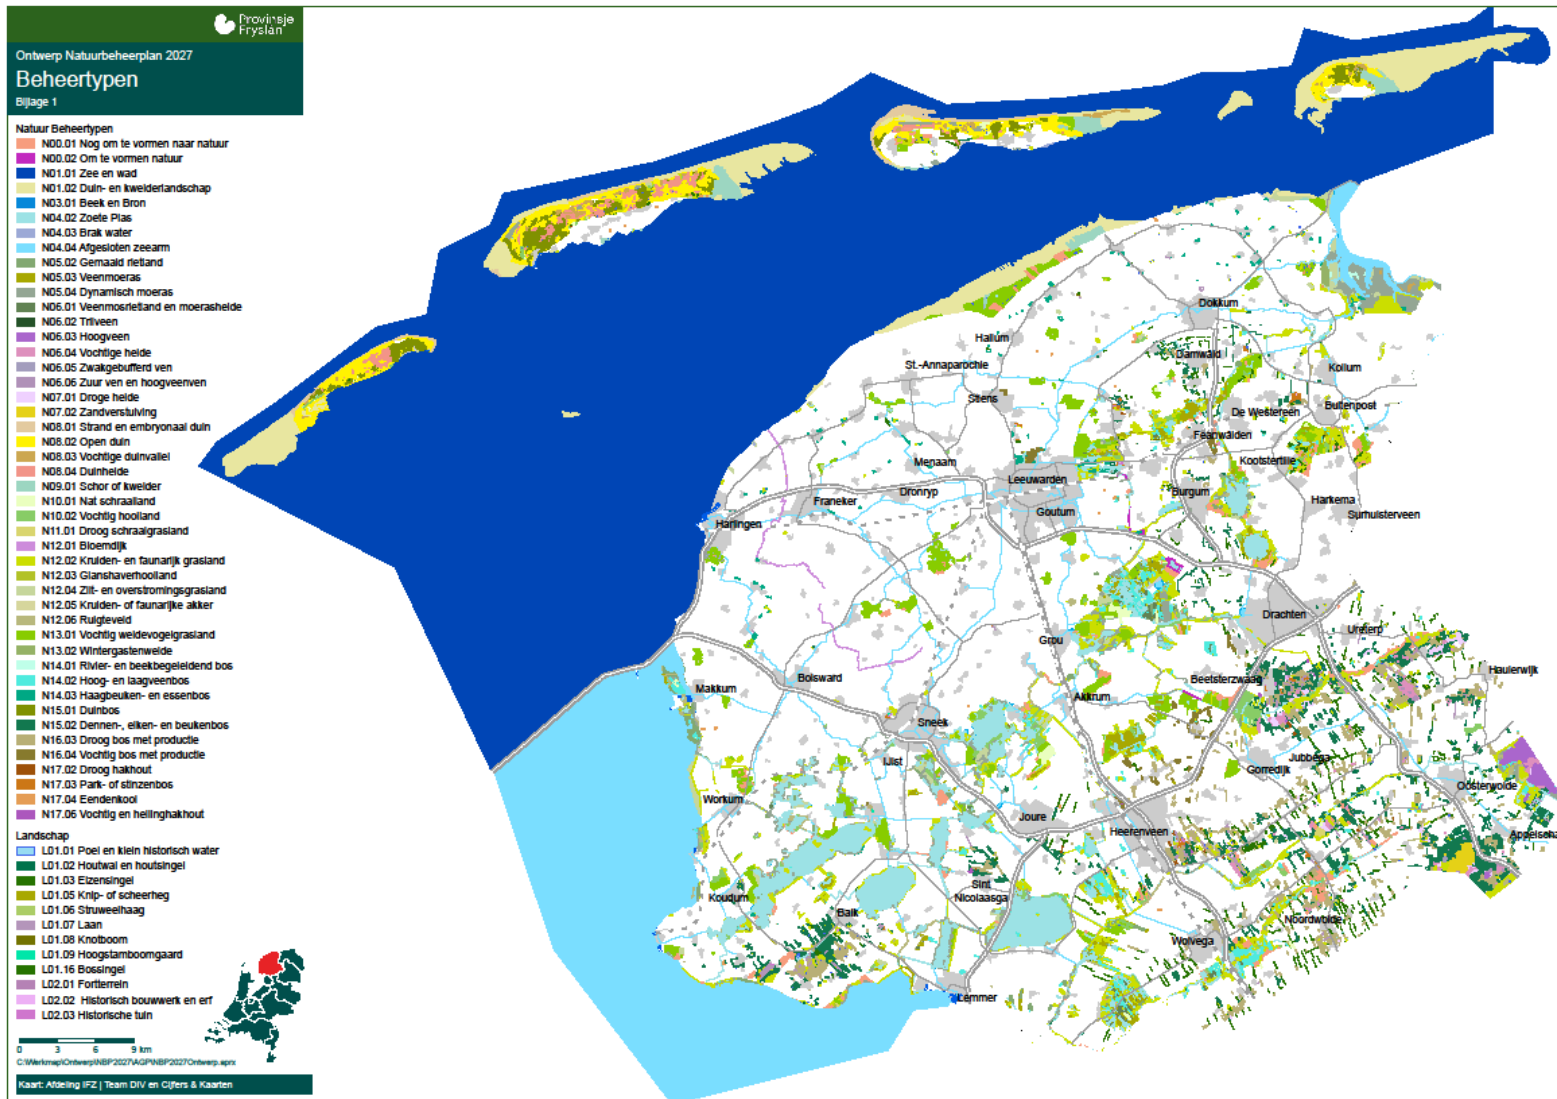 Provinsje
Fryslân
Ontwerp Natuurbeheerplan 2027
Beheertypen
Bijlage 1
Natuur Beheertypen
N00.01 Nog om te vormen naar natuur
N00.02 Om te vormen natuur
N01.01 Zee en wad
N01.02 Duin- en kwelderlandschap
N03.01 Beek en Bron
N04.02 Zoete Plas
N04.03 Brak water
N04.04 Afgesloten zeearm
N05.02 Gemaaid rietland
N05.03 Veenmoeras
N05.04 Dynamisch moeras
N06.01 Veenmosrietland en moerasheide
N06.02 Trilveen
N06.03 Hoogveen
N06.04 Vochtige heide
N06.05 Zwakgebufferd ven
N06.06 Zuur ven en hoogveenven
N07.01 Droge heide
N07.02 Zandverstuiving
N08.01 Strand en embryonaal duin
N08.02 Open duin
N08.03 Vochtige duinvallei
N08.04 Duinheide
N09.01 Schor of kwelder
N10.01 Nat schraalland
N10.02 Vochtig hooiland
N11.01 Droog schraalgrasland
N12.01 Bloemdijk
N12.02 Kruiden- en faunarijk grasland
N12.03 Glanshaverhooiland
N12.04 Zilt- en overstromingsgrasland
N12.05 Kruiden- of faunarijke akker
N12.06 Ruigteveld
N13.01 Vochtig weidevogelgrasland
N13.02 Wintergastenweide
N14.01 Rivier- en beekbegeleidend bos
N14.02 Hoog- en laagveenbos
N14.03 Haagbeuken- en essenbos
N15.01 Duinbos
N15.02 Dennen-, eiken- en beukenbos
N16.03 Droog bos met productie
N16.04 Vochtig bos met productie
N17.02 Droog hakhout
N17.03 Park- of stinzenbos
N17.04 Eendenkooi
N17.06 Vochtig en hellinghakhout
Landschap
L01.01 Poel en klein historisch water
L01.02 Houtwal en houtsingel
L01.03 Elzensingel
L01.05 Knip- of scheerheg
L01.06 Struweelhaag
L01.07 Laan
L01.08 Knotboom
L01.09 Hoogstamboomgaard
L01.16 Bossingel
L02.01 Fortterrein
L02.02 Historisch bouwwerk en erf
L02.03 Historische tuin
0 3 6 9 km
C:\Werkmap\Ontwerp\NBP2027\AGP\NBP2027Ontwerp.aprx
Kaart: Afdeling IFZ | Team DIV en Cijfers & Kaarten
Dokkum
Hallum
Damwâld
St.-Annaparochie
Kollum
Stiens
De Westereen
Buitenpost
Feanwâlden
Menaam
Kootstertille
Leeuwarden
Dronryp
Franeker
Burgum
Harkema
Goutum
Surhuisterveen
Harlingen
Drachten
Ureterp
Grou
Haulerwijk
Bolsward
Beetsterzwaag
Makkum
Akkrum
Sneek
IJlst
Jubbega
Gorredijk
Oosterwolde
Workum
Joure
Heerenveen
Appelscha
Sint
Nicolaasga
Koudum
Balk
Noordwolde
Wolvega
Lemmer